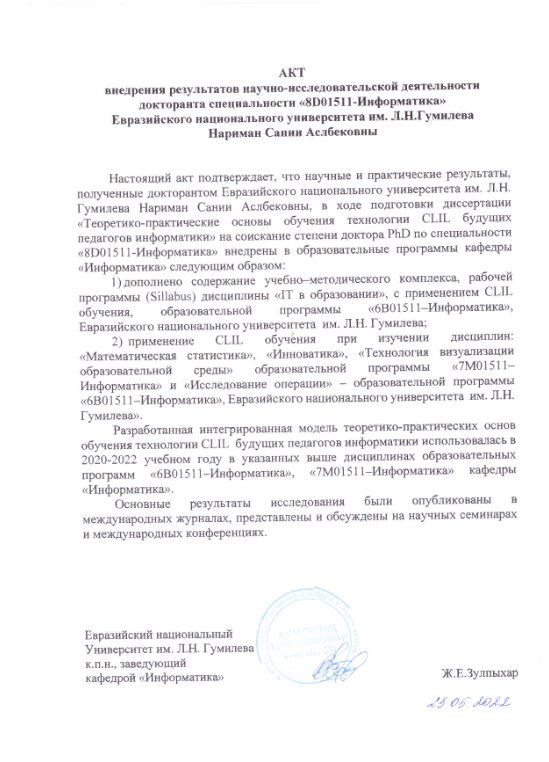 АКТ
внедрения результатов научно-исследовательской деятельности
докторанта специальности «8D01511-Информатика»
Евразийского национального университета им. Л.Н.Гумилева
Нариман Сании Аслбековны
Настоящий акт подтверждает, что научные и практические результаты,
полученные докторантом Евразийского национального университета им. Л.Н.
Гумилева Нариман Сании Аслбековны, в ходе подготовки диссертации
«Теоретико-практические основы обучения технологии CLIL будущих
педагогов информатики» на соискание степени доктора PhD по специальности
«8D01511-Информатика» внедрены в образовательные программы кафедры
«Информатика» следующим образом:
1) дополнено содержание учебно–методического комплекса, рабочей
программы (Sillabus) дисциплины «IT в образовании», с применением CLIL
обучения, образовательной программы «6B01511–Информатика»,
Евразийского национального университета им. Л.Н. Гумилева;
2) применение CLIL обучения при изучении дисциплин:
«Математическая статистика», «Инноватика», «Технология визуализации
образовательной среды» образовательной программы «7M01511–
Информатика» и «Исследование операции» – образовательной программы
«6B01511–Информатика», Евразийского национального университета им. Л.Н.
Гумилева».
Разработанная интегрированная модель теоретико-практических основ
обучения технологии CLIL будущих педагогов информатики использовалась в
2020-2022 учебном году в указанных выше дисциплинах образовательных
программ «6B01511–Информатика», «7M01511–Информатика» кафедры
«Информатика».
Основные результаты исследования были опубликованы в
международных журналах, представлены и обсуждены на научных семинарах
и международных конференциях.
Евразийский национальный
Университет им. Л.Н. Гумилева
к.п.н., заведующий
кафедрой «Информатика»
Ж.Е.Зулпыхар
АҚПАРАТТЫҚ
ТЕХНОЛОГИЯЛАР
ФАКУЛЬТЕТІ
25.05.2022